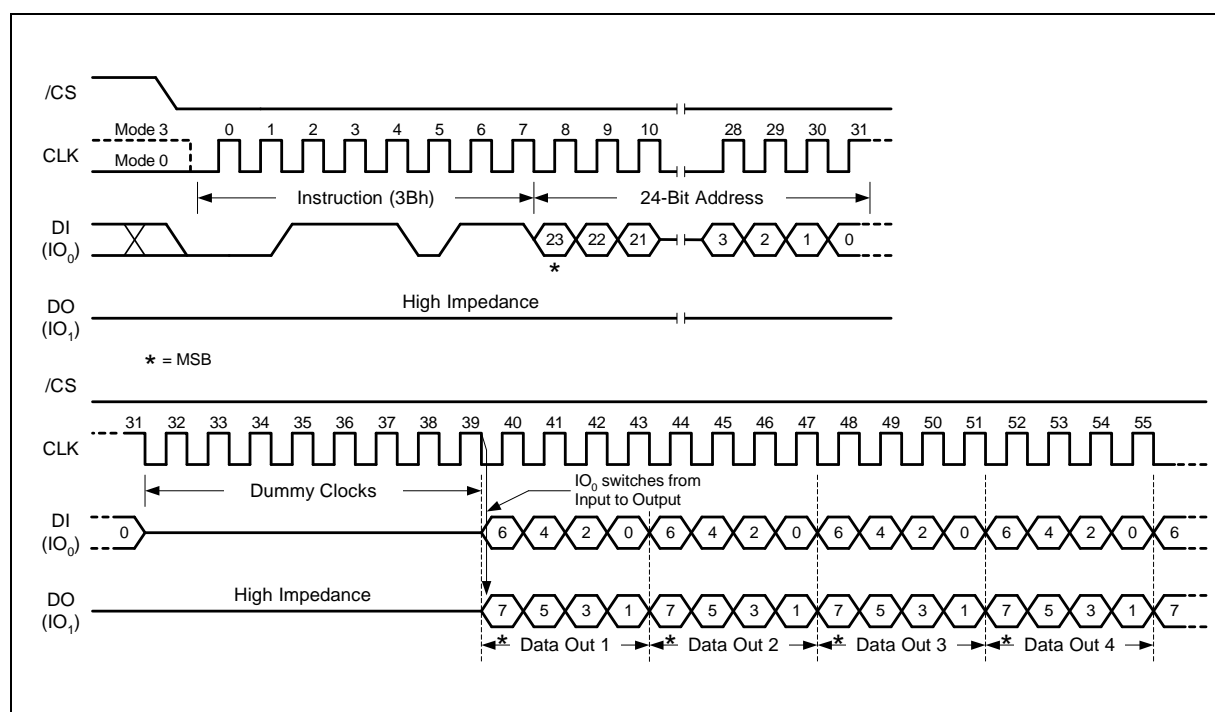 /CS
Mode 3 0 1 2 3 4 5 6 7 8 9 10 28 29 30 31
CLK
Mode 0
Instruction (3Bh) 24-Bit Address
DI
(IO0)
23 22 21 3 2 1 0
*
High Impedance
DO
(IO1)
* = MSB
/CS
31 32 33 34 35 36 37 38 39 40 41 42 43 44 45 46 47 48 49 50 51 52 53 54 55
CLK
Dummy Clocks
IO0 switches from
Input to Output
DI
(IO0)
0 6 4 2 0 6 4 2 0 6 4 2 0 6 4 2 0 6
DO
(IO1)
High Impedance
7 5 3 1 7 5 3 1 7 5 3 1 7 5 3 1 7
* Data Out 1 * Data Out 2 * Data Out 3 * Data Out 4